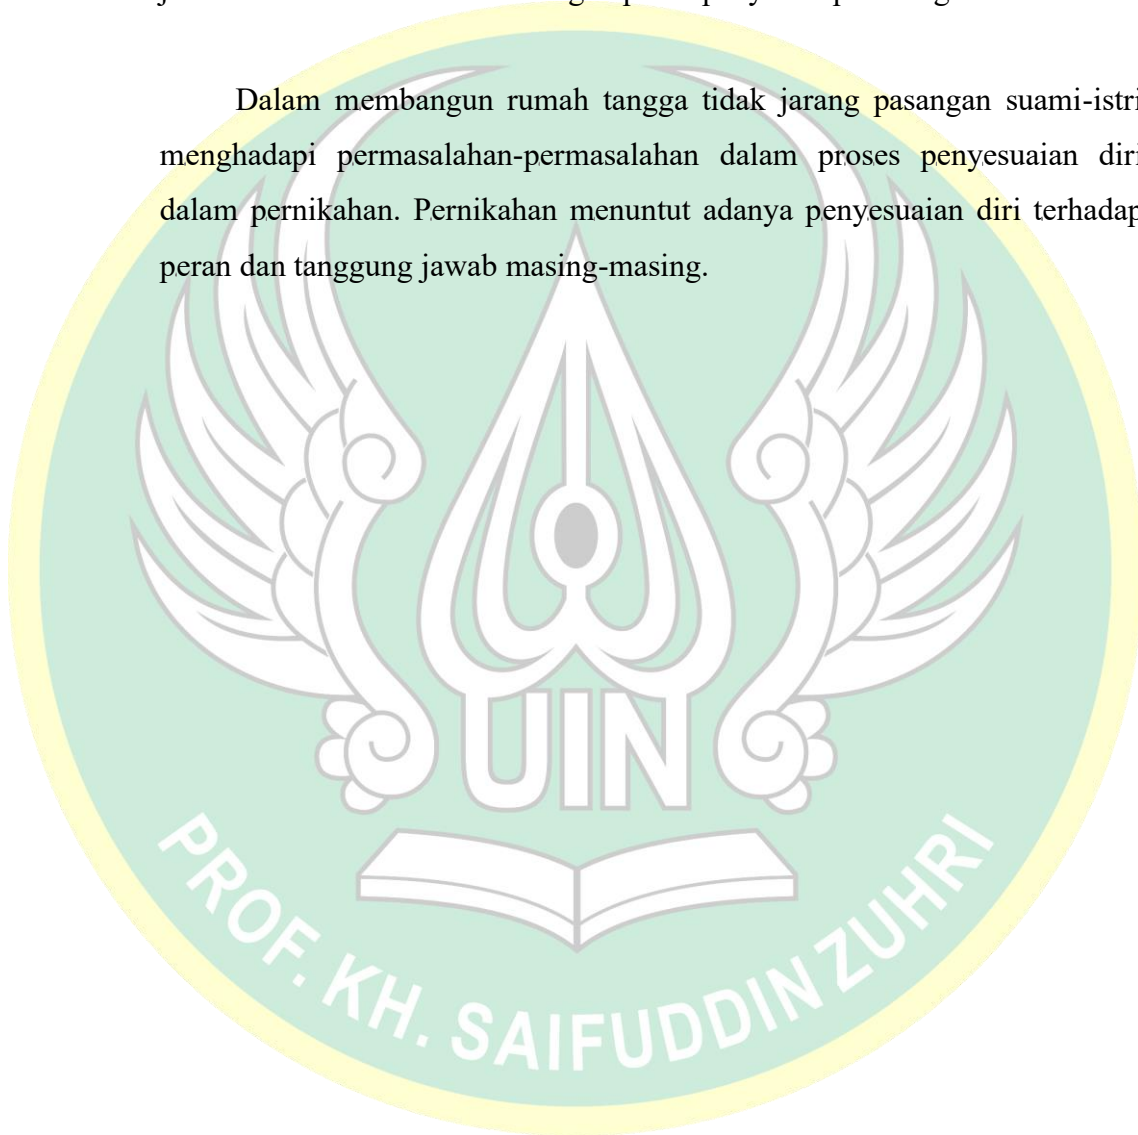 Dalam membangun rumah tangga tidak jarang pasangan suami-istri
menghadapi permasalahan-permasalahan dalam proses penyesuaian diri
dalam pernikahan. Pernikahan menuntut adanya penyesuaian diri terhadap
peran dan tanggung jawab masing-masing.
UIN
PROF. KH. SAIFUDDIN ZUHRI